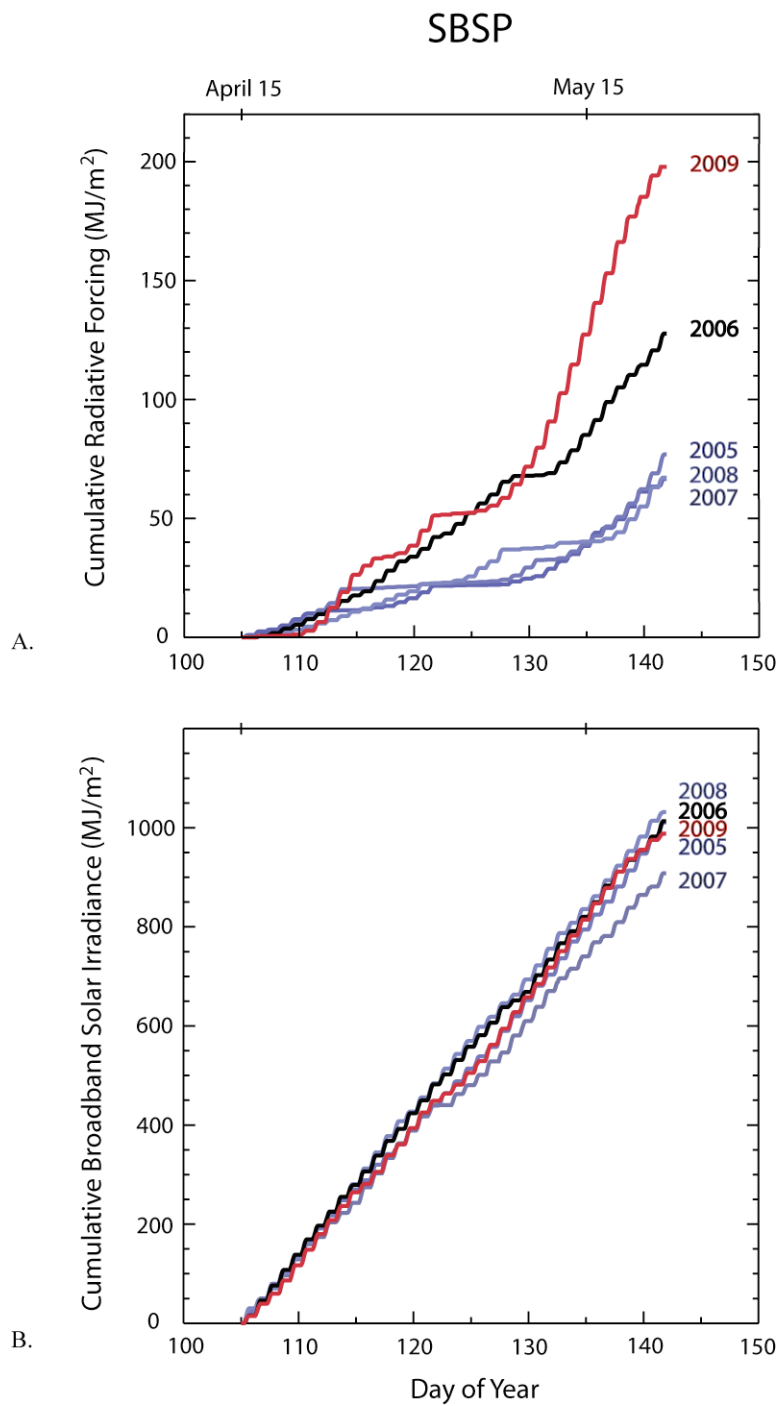 SBSP
April 15 May 15
Cumulative Radiative Forcing (MJ/m²)
200
150
100
50
0
2009
2006
2005
2008
2007
A.
100 110 120 130 140 150
Cumulative Broadband Solar Irradiance (MJ/m²)
1000
800
600
400
200
0
2008
2006
2009
2005
2007
B.
100 110 120 130 140 150
Day of Year